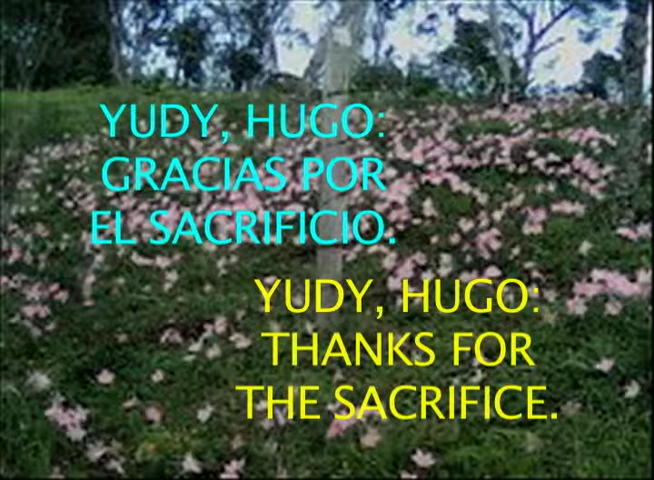 YUDY, HUGO:
GRACIAS POR
EL SACRIFICIO.
YUDY, HUGO:
THANKS FOR
THE SACRIFICE.